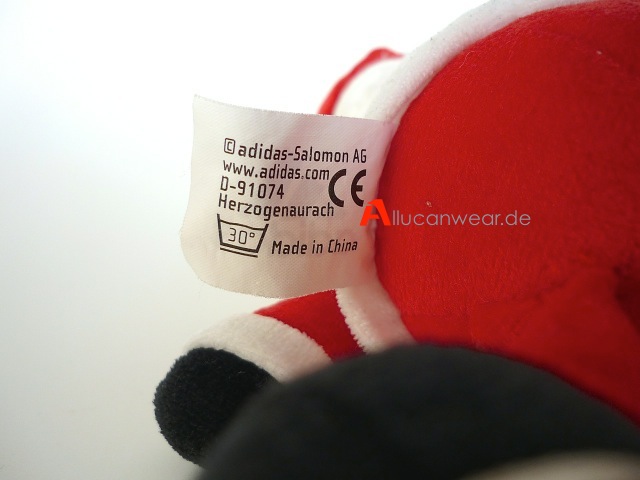 ©adidas-Salomon AG
www.adidas.com
D-91074
Herzogenaurach
CE
30°
Made in China
Allucanwear.de